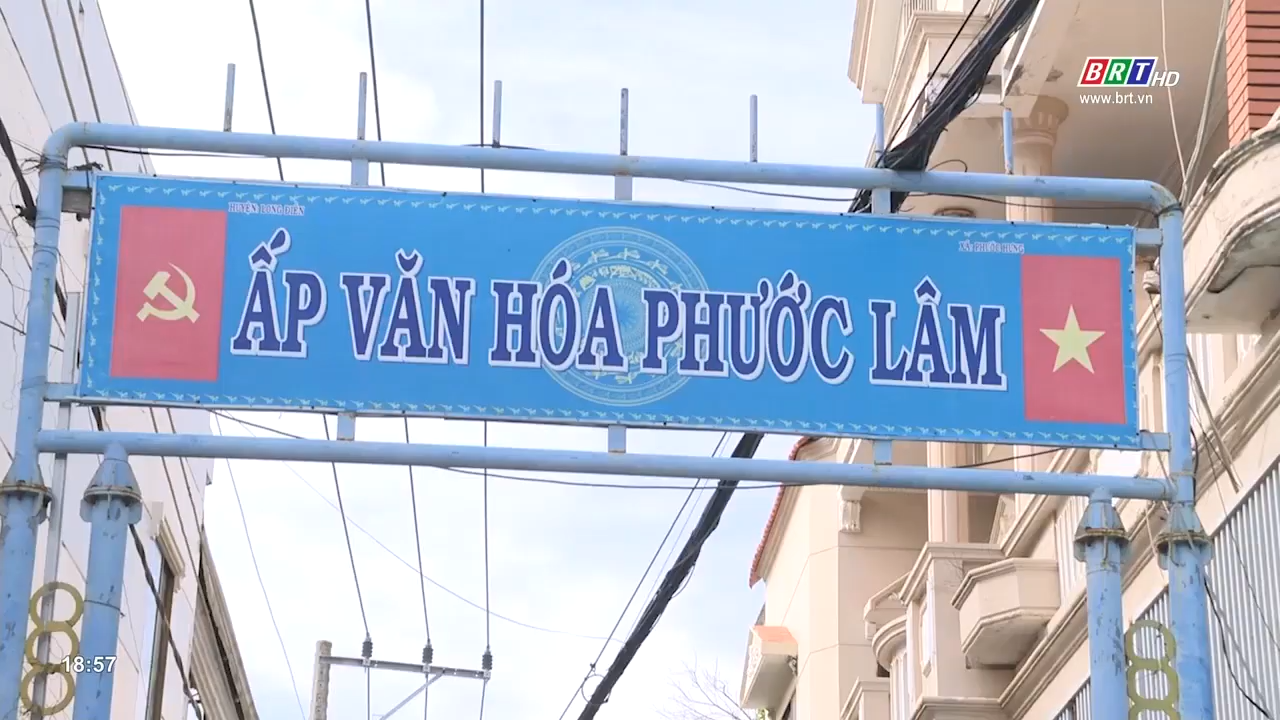 BRT HD
www.brt.vn
HUYỆN: LONG ĐIỀN
XÃ: PHƯỚC HƯNG
ẤP VĂN HÓA PHƯỚC LÂM
18:57